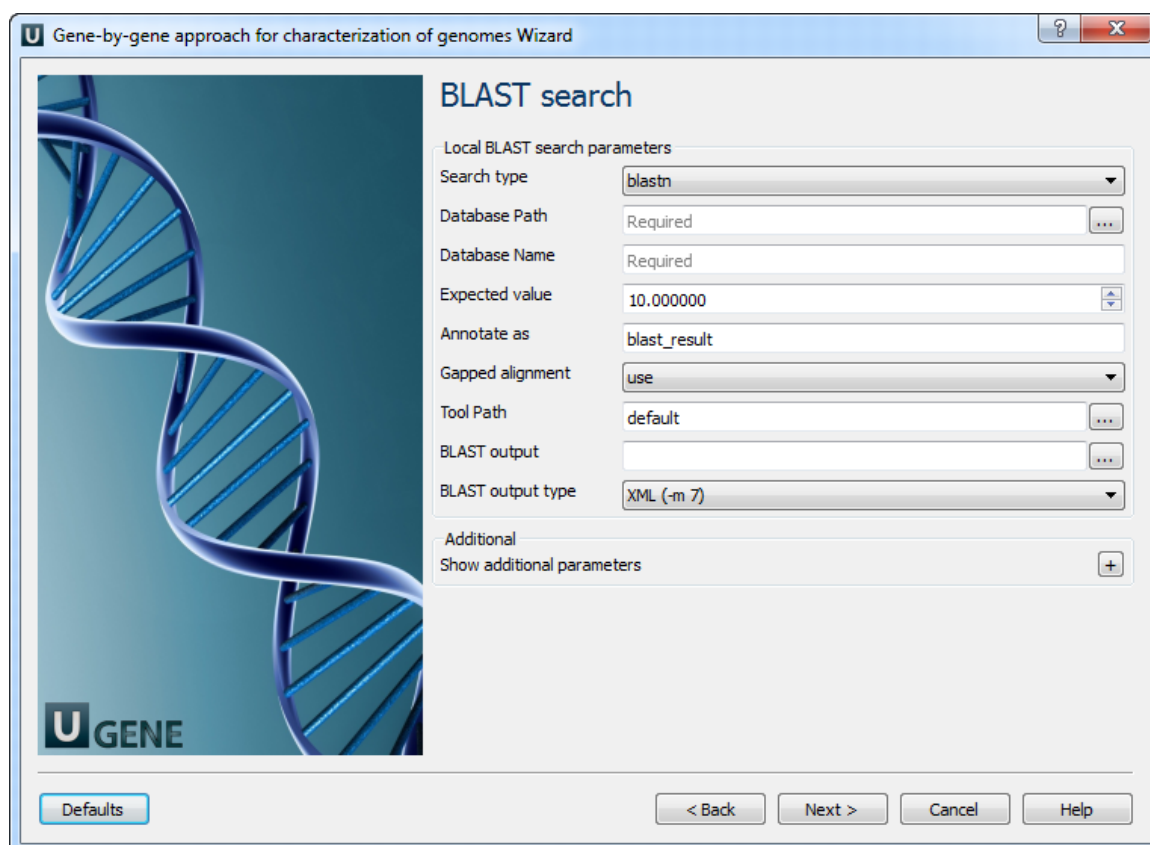 U Gene-by-gene approach for characterization of genomes Wizard ? X
BLAST search
Local BLAST search parameters
Search type blastn
Database Path Required ...
Database Name Required
Expected value 10.000000
Annotate as blast_result
Gapped alignment use
Tool Path default ...
BLAST output ...
BLAST output type XML (-m 7)
Additional
Show additional parameters +
U GENE
Defaults < Back Next > Cancel Help